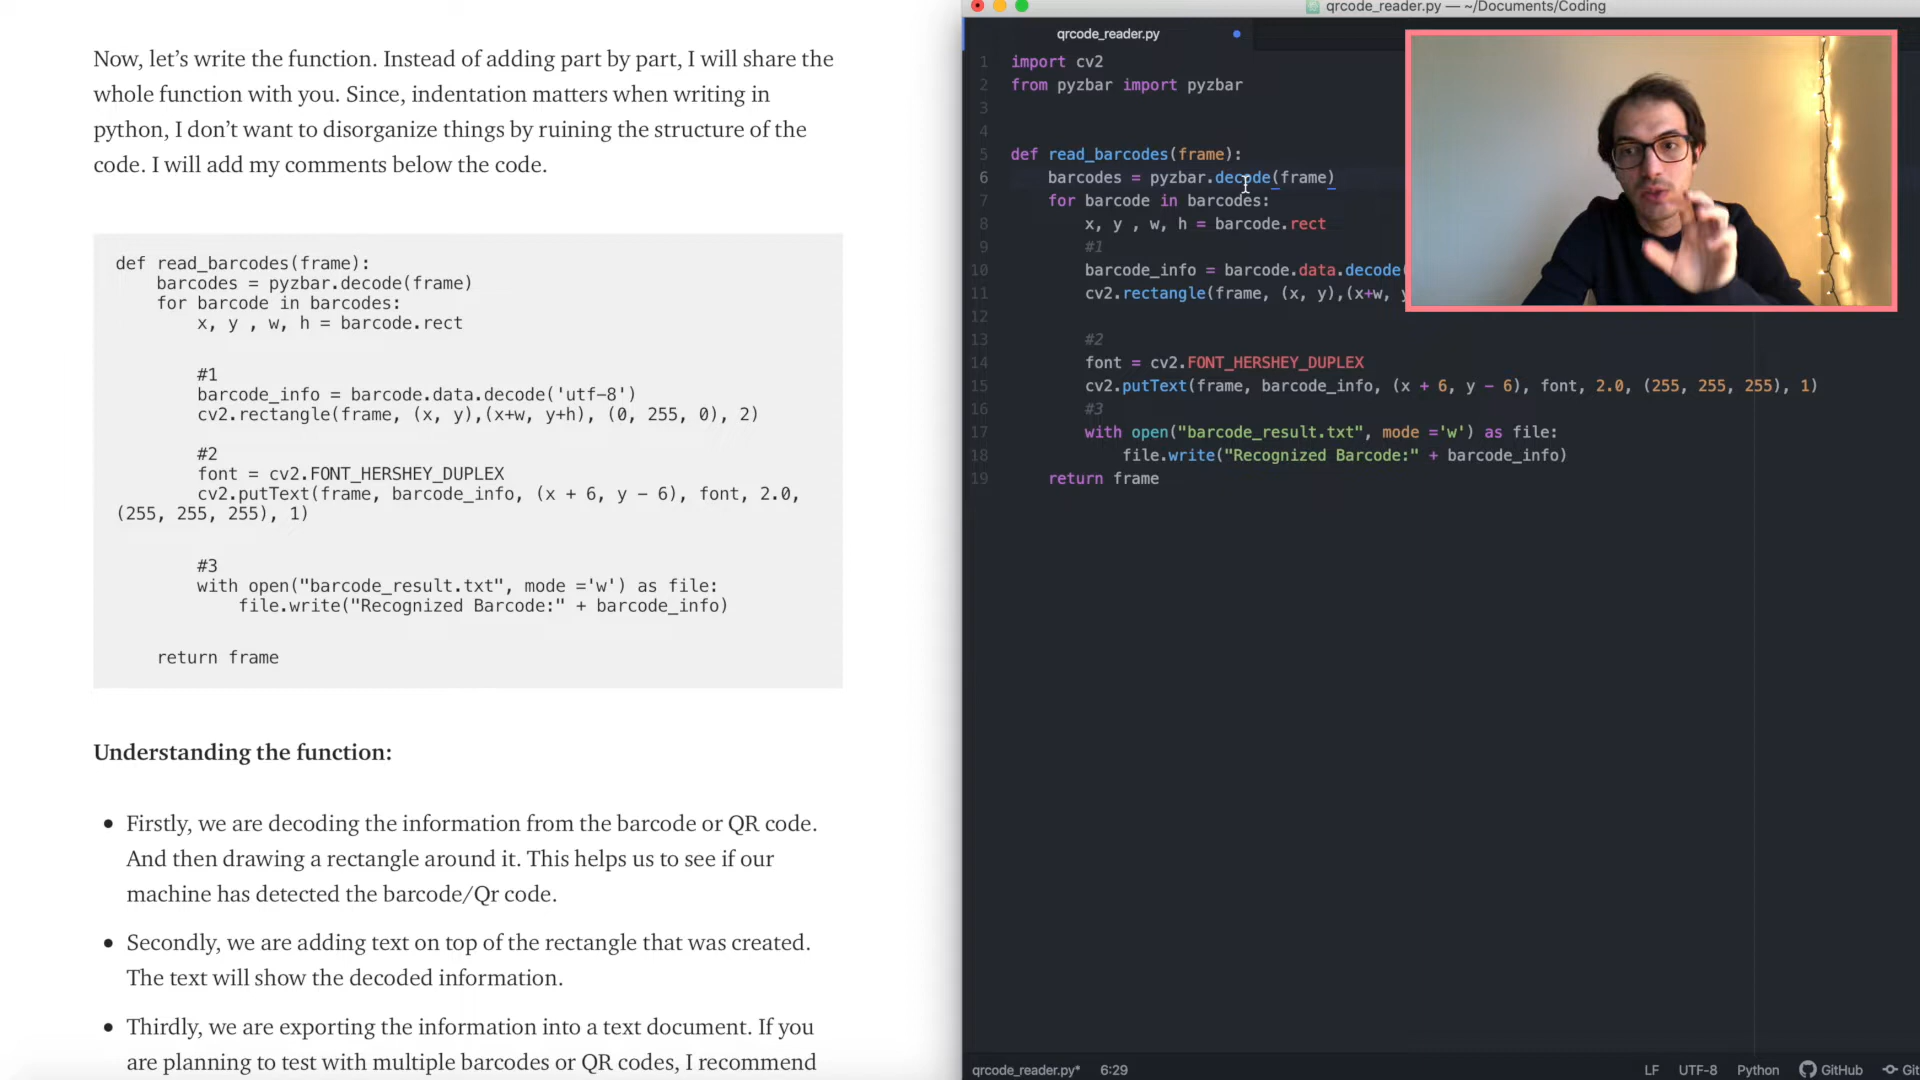 Now, let’s write the function. Instead of adding part by part, I will share the
whole function with you. Since, indentation matters when writing in
python, I don’t want to disorganize things by ruining the structure of the
code. I will add my comments below the code.
def read_barcodes(frame):
    barcodes = pyzbar.decode(frame)
    for barcode in barcodes:
        x, y , w, h = barcode.rect
        #1
        barcode_info = barcode.data.decode('utf-8')
        cv2.rectangle(frame, (x, y),(x+w, y+h), (0, 255, 0), 2)
        #2
        font = cv2.FONT_HERSHEY_DUPLEX
        cv2.putText(frame, barcode_info, (x + 6, y - 6), font, 2.0,
(255, 255, 255), 1)
        #3
        with open("barcode_result.txt", mode ='w') as file:
            file.write("Recognized Barcode:" + barcode_info)
    return frame
Understanding the function:
• Firstly, we are decoding the information from the barcode or QR code.
And then drawing a rectangle around it. This helps us to see if our
machine has detected the barcode/Qr code.
• Secondly, we are adding text on top of the rectangle that was created.
The text will show the decoded information.
• Thirdly, we are exporting the information into a text document. If you
are planning to test with multiple barcodes or QR codes, I recommend
qrcode_reader.py — ~/Documents/Coding
qrcode_reader.py
1 import cv2
2 from pyzbar import pyzbar
3
4
5 def read_barcodes(frame):
6     barcodes = pyzbar.decode(frame)
7     for barcode in barcodes:
8         x, y , w, h = barcode.rect
9         #1
10         barcode_info = barcode.data.decode(
11         cv2.rectangle(frame, (x, y),(x+w, y
12
13         #2
14         font = cv2.FONT_HERSHEY_DUPLEX
15         cv2.putText(frame, barcode_info, (x + 6, y - 6), font, 2.0, (255, 255, 255), 1)
16         #3
17         with open("barcode_result.txt", mode ='w') as file:
18             file.write("Recognized Barcode:" + barcode_info)
19     return frame
qrcode_reader.py* 6:29 LF UTF-8 Python GitHub Git